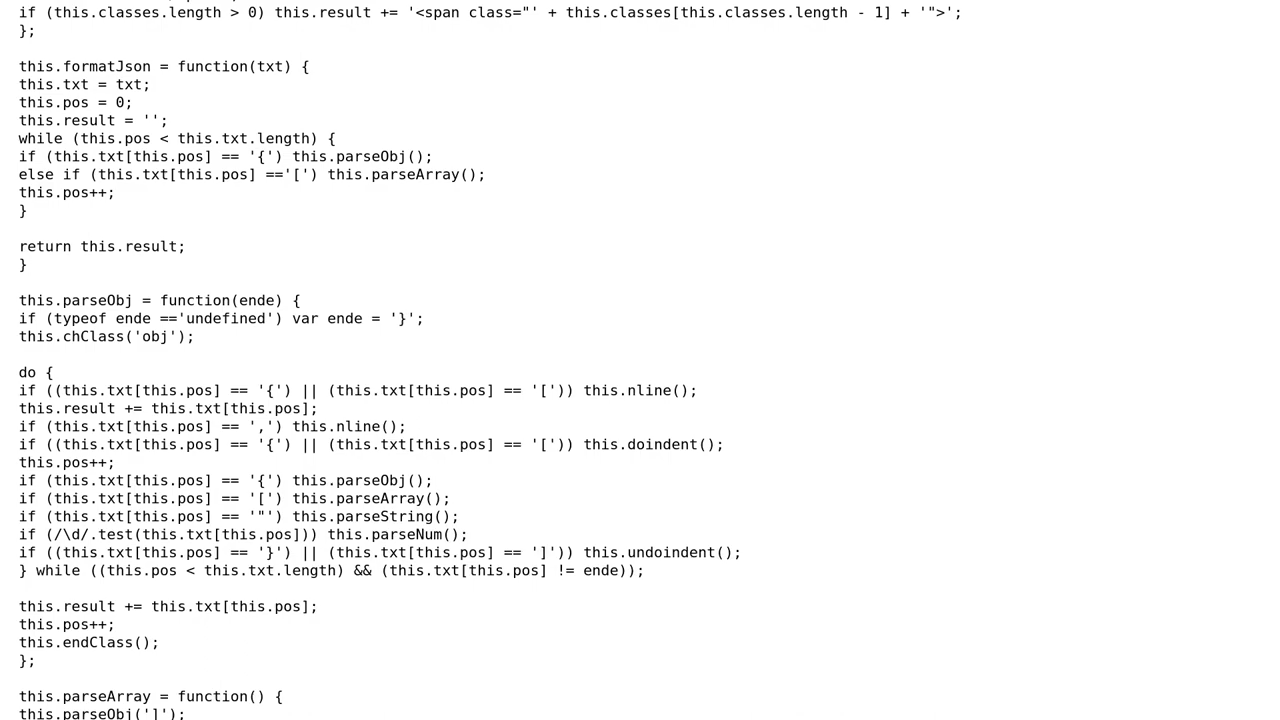 if (this.classes.length > 0) this.result += '<span class="' + this.classes[this.classes.length - 1] + '">';
};

this.formatJson = function(txt) {
this.txt = txt;
this.pos = 0;
this.result = '';
while (this.pos < this.txt.length) {
if (this.txt[this.pos] == '{') this.parseObj();
else if (this.txt[this.pos] =='[') this.parseArray();
this.pos++;
}

return this.result;
}

this.parseObj = function(ende) {
if (typeof ende =='undefined') var ende = '}';
this.chClass('obj');

do {
if ((this.txt[this.pos] == '{') || (this.txt[this.pos] == '[')) this.nline();
this.result += this.txt[this.pos];
if (this.txt[this.pos] == ',') this.nline();
if ((this.txt[this.pos] == '{') || (this.txt[this.pos] == '[')) this.doindent();
this.pos++;
if (this.txt[this.pos] == '{') this.parseObj();
if (this.txt[this.pos] == '[') this.parseArray();
if (this.txt[this.pos] == '"') this.parseString();
if (/\d/.test(this.txt[this.pos])) this.parseNum();
if ((this.txt[this.pos] == '}') || (this.txt[this.pos] == ']')) this.undoindent();
} while ((this.pos < this.txt.length) && (this.txt[this.pos] != ende));

this.result += this.txt[this.pos];
this.pos++;
this.endClass();
};

this.parseArray = function() {
this.parseObj(']');